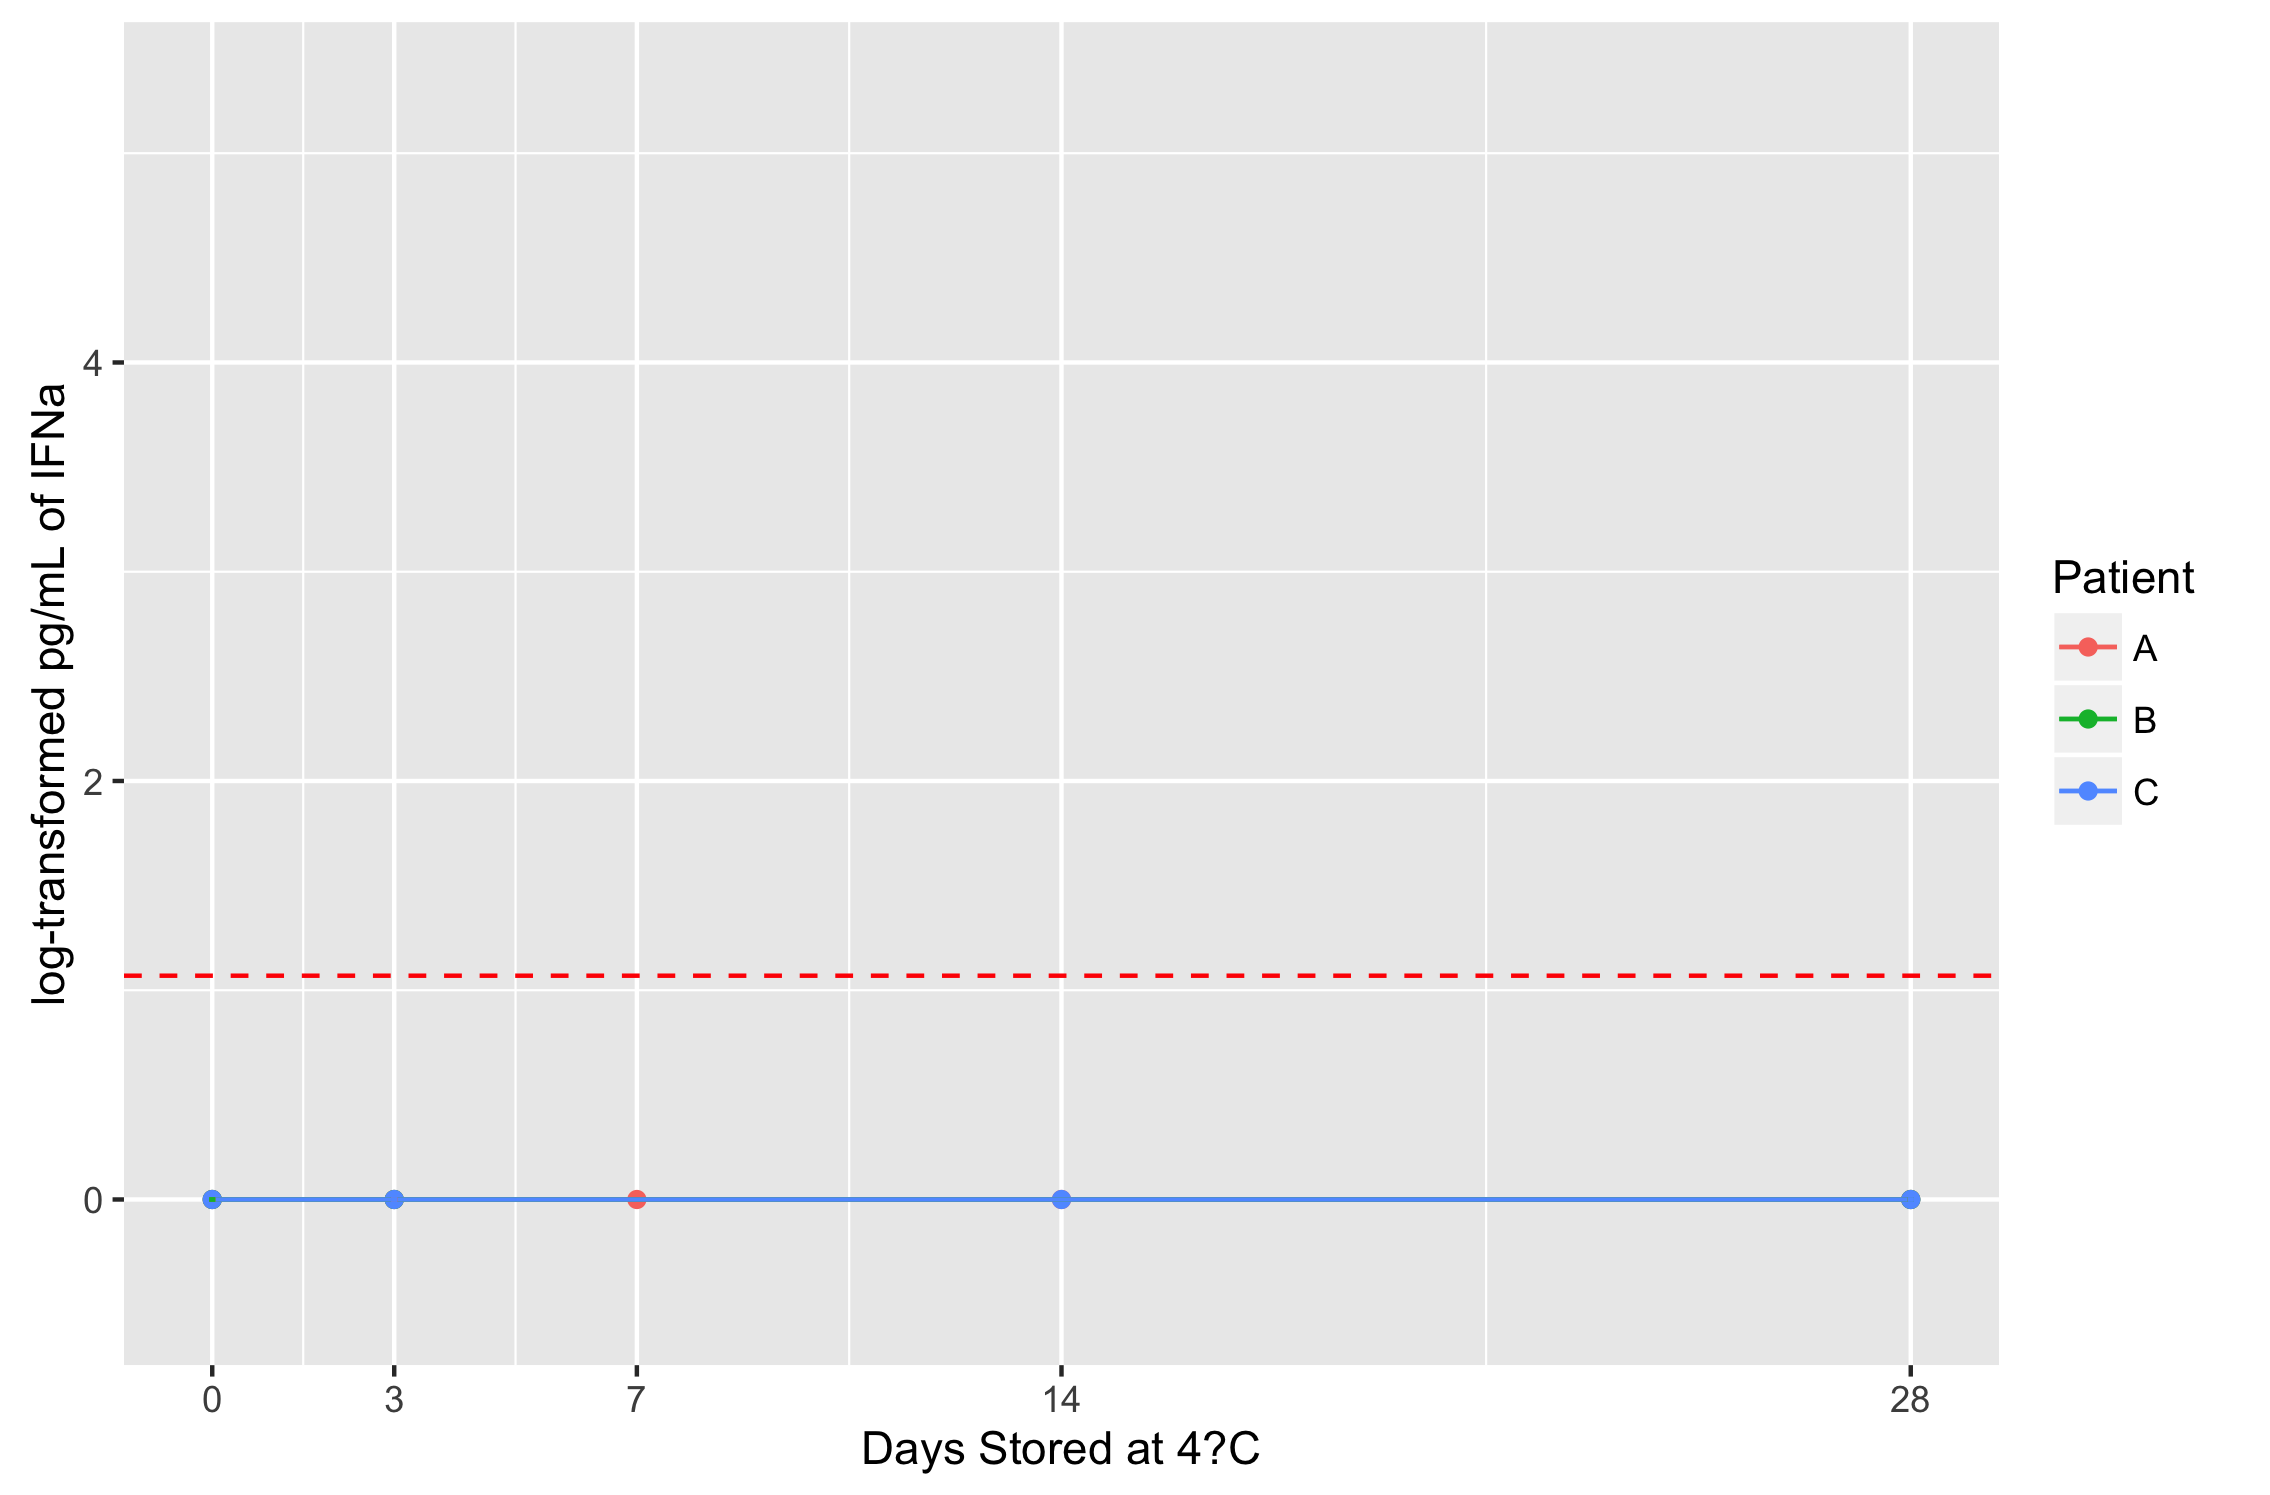 log-transformed pg/mL of IFNa
4
2
0
0 3 7 14 28
Days Stored at 4?C
Patient
A
B
C